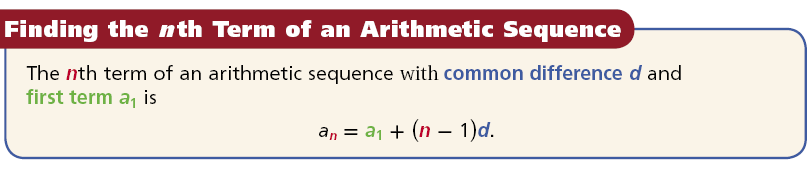 Finding the nth Term of an Arithmetic Sequence
The nth term of an arithmetic sequence with common difference d and
first term a₁ is
aₙ = a₁ + (n − 1)d.